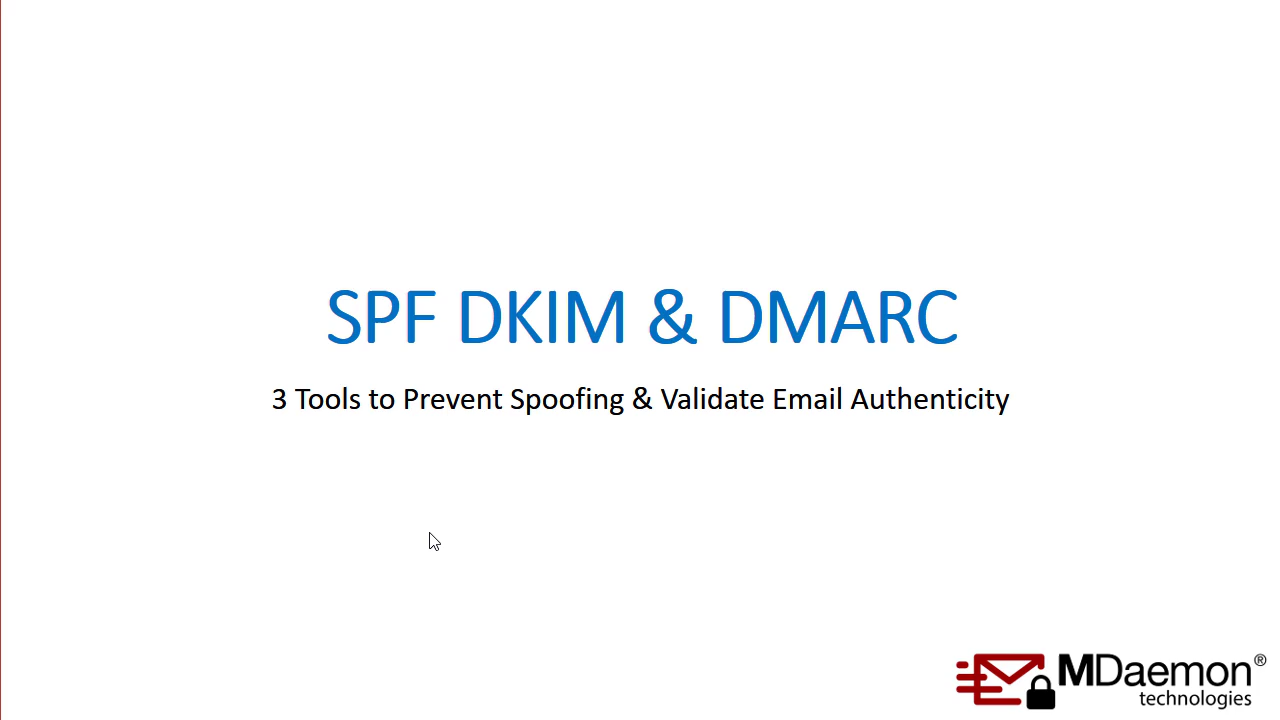 SPF DKIM & DMARC
3 Tools to Prevent Spoofing & Validate Email Authenticity
MDaemon®
technologies